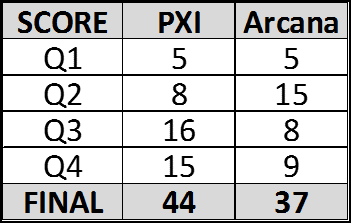 SCORE PXI Arcana
Q1 5 5
Q2 8 15
Q3 16 8
Q4 15 9
FINAL 44 37